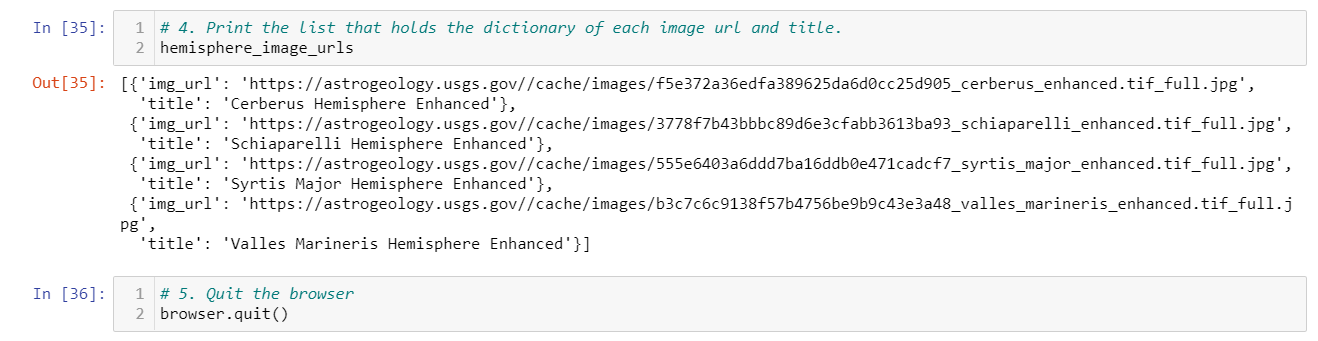 In [35]:
1 # 4. Print the list that holds the dictionary of each image url and title.
2 hemisphere_image_urls
Out[35]: [{'img_url': 'https://astrogeology.usgs.gov//cache/images/f5e372a36edfa389625da6d0cc25d905_cerberus_enhanced.tif_full.jpg',
'title': 'Cerberus Hemisphere Enhanced'},
{'img_url': 'https://astrogeology.usgs.gov//cache/images/3778f7b43bbbc89d6e3cfabb3613ba93_schiaparelli_enhanced.tif_full.jpg',
'title': 'Schiaparelli Hemisphere Enhanced'},
{'img_url': 'https://astrogeology.usgs.gov//cache/images/555e6403a6ddd7ba16ddb0e471cadcf7_syrtis_major_enhanced.tif_full.jpg',
'title': 'Syrtis Major Hemisphere Enhanced'},
{'img_url': 'https://astrogeology.usgs.gov//cache/images/b3c7c6c9138f57b4756be9b9c43e3a48_valles_marineris_enhanced.tif_full.j
pg',
'title': 'Valles Marineris Hemisphere Enhanced'}]
In [36]:
1 # 5. Quit the browser
2 browser.quit()